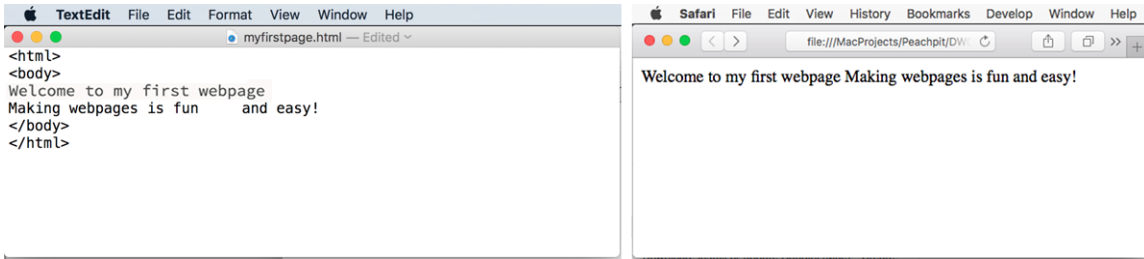 TextEdit File Edit Format View Window Help
myfirstpage.html — Edited
<html>
<body>
Welcome to my first webpage
Making webpages is fun     and easy!
</body>
</html>
Safari File Edit View History Bookmarks Develop Window Help
file:///MacProjects/Peachpit/DW
Welcome to my first webpage Making webpages is fun and easy!